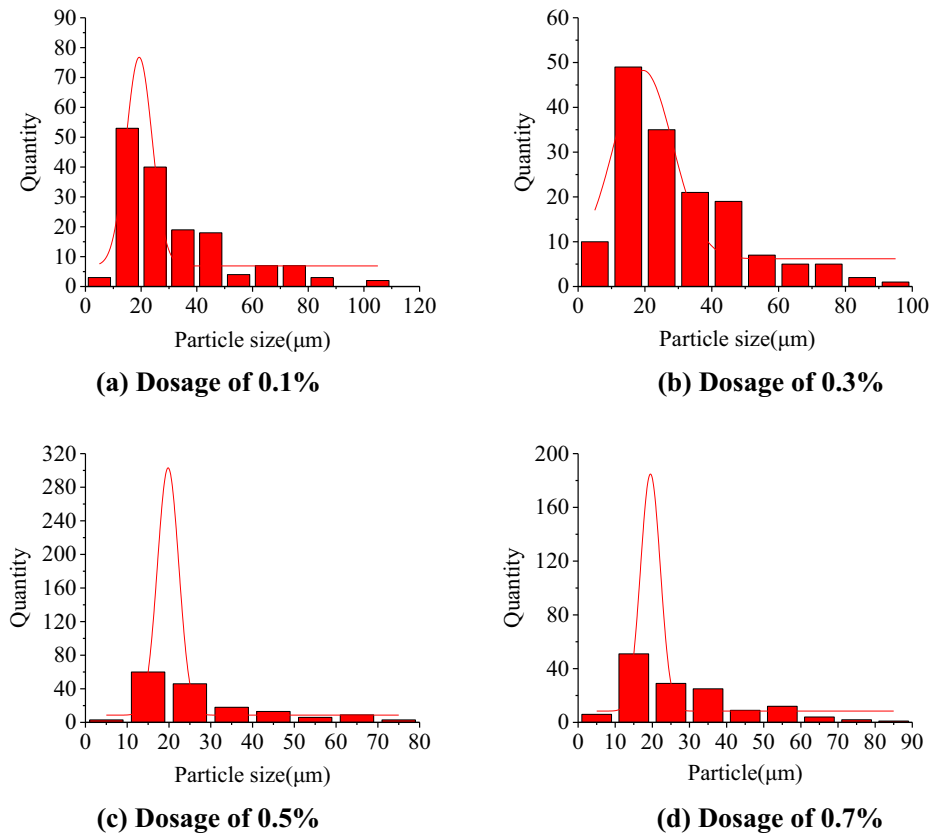 90
80
70
60
50
40
30
20
10
0
Quantity
0 20 40 60 80 100 120
Particle size(μm)
(a) Dosage of 0.1%
60
50
40
30
20
10
0
Quantity
0 20 40 60 80 100
Particle size(μm)
(b) Dosage of 0.3%
320
280
240
200
160
120
80
40
0
Quantity
0 10 20 30 40 50 60 70 80
Particle size(μm)
(c) Dosage of 0.5%
200
160
120
80
40
0
Quantity
0 10 20 30 40 50 60 70 80 90
Particle(μm)
(d) Dosage of 0.7%